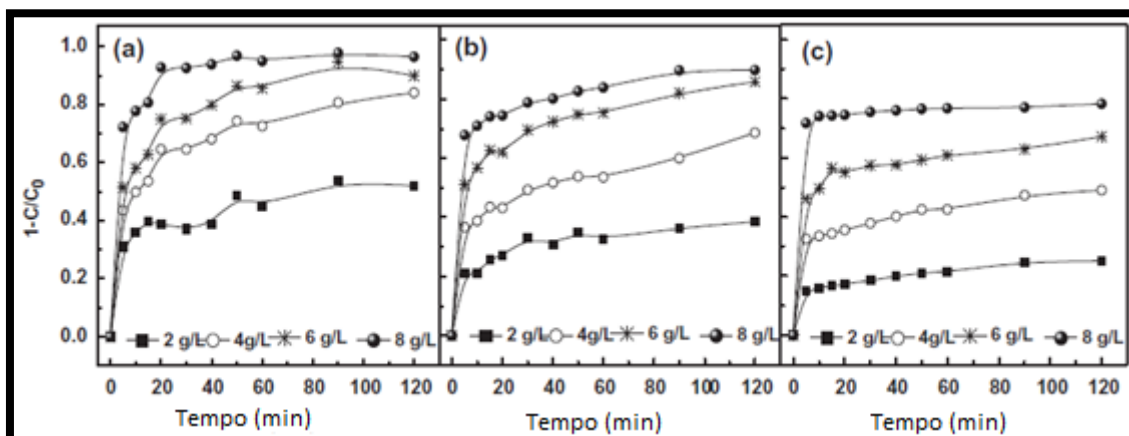 (a) (b) (c)
1-C/C₀
1.0
0.8
0.6
0.4
0.2
0.0
2 g/L 4g/L 6 g/L 8 g/L 2 g/L 4g/L 6 g/L 8 g/L 2 g/L 4g/L 6 g/L 8 g/L
0 20 40 60 80 100 120 0 20 40 60 80 100 120 0 20 40 60 80 100 120
Tempo (min) Tempo (min) Tempo (min)